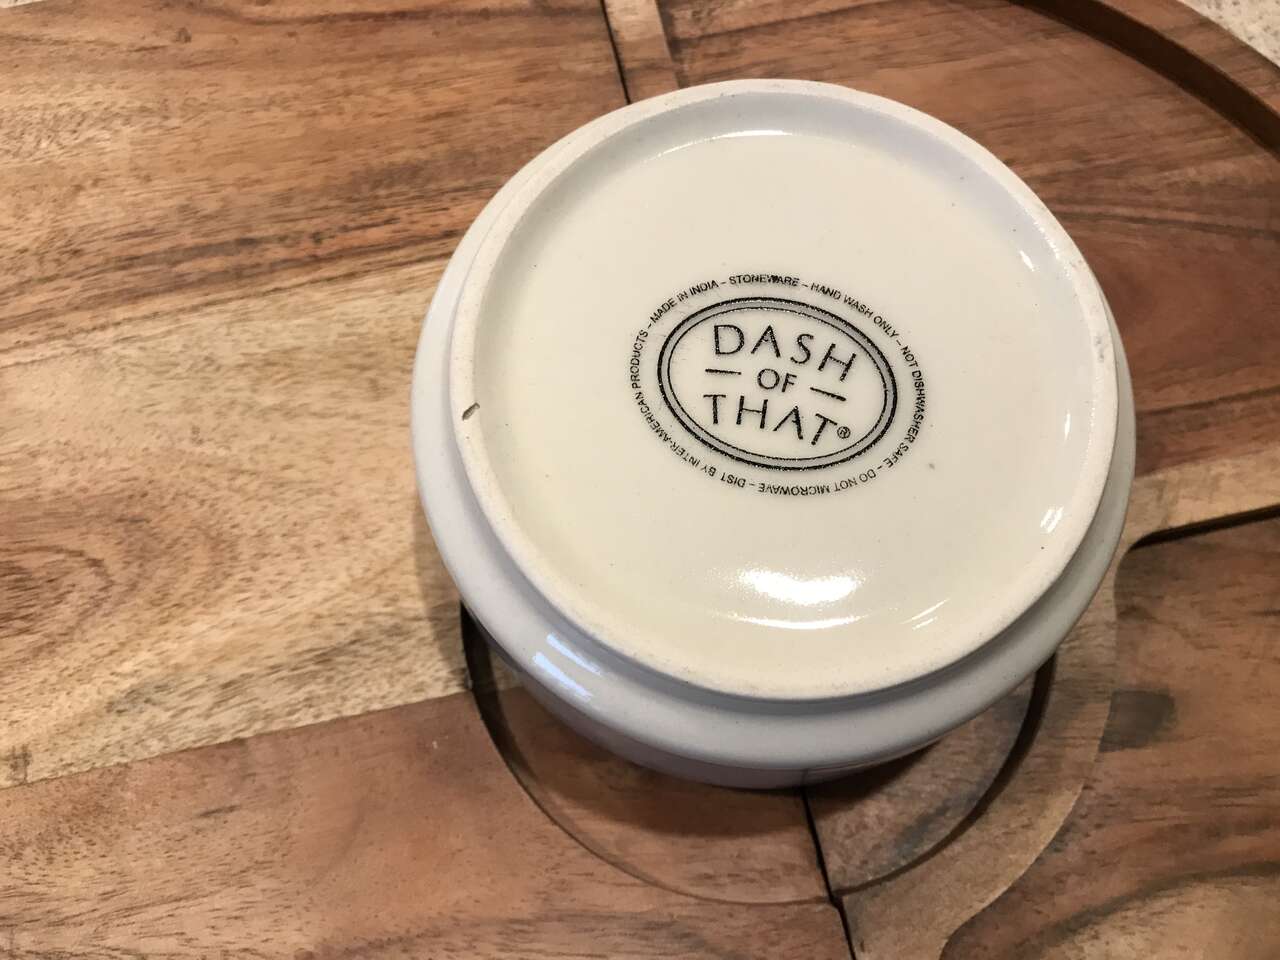 DASH
OF
THAT®
MADE IN INDIA – STONEWARE – HAND WASH ONLY – NOT DISHWASHER SAFE – DO NOT MICROWAVE – DIST BY INTER-AMERICAN PRODUCTS –